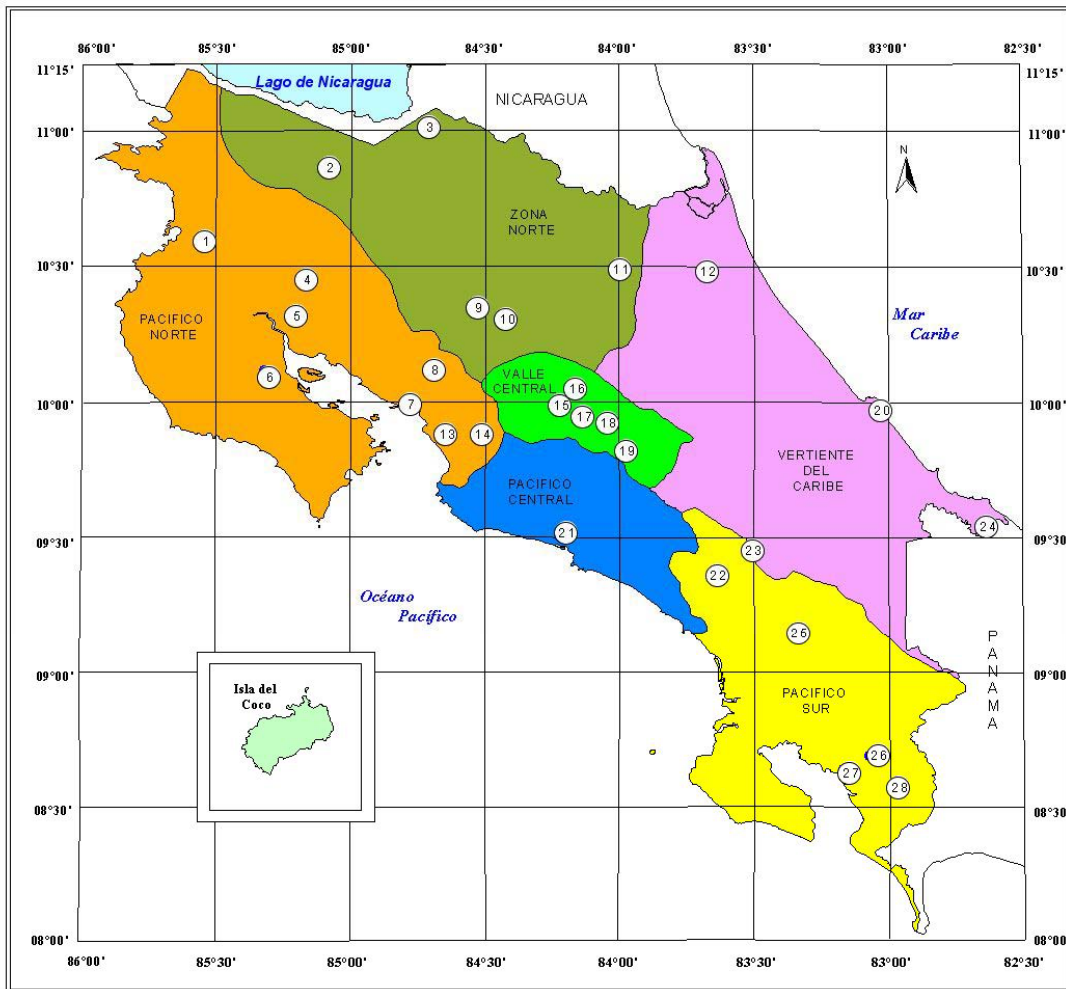 86°00' 85°30' 85°00' 84°30' 84°00' 83°30' 83°00' 82°30'
11°15' 11°15'
Lago de Nicaragua
NICARAGUA
11°00' 3 11°00'
2
N
ZONA
NORTE
1
10°30' 4 11 12 10°30'
9
5 10
PACIFICO
NORTE
Mar
Caribe
8
6
VALLE
CENTRAL
16
10°00' 7 15 17 18 20 10°00'
13 14
19
VERTIENTE
DEL
CARIBE
PACIFICO
CENTRAL
09°30' 21 24 09°30'
23
22
Océano
Pacífico
25
PANAMA
09°00' 09°00'
Isla del
Coco
PACIFICO
SUR
26
27
28
08°30' 08°30'
08°00' 08°00'
86°00' 85°30' 85°00' 84°30' 84°00' 83°30' 83°00' 82°30'